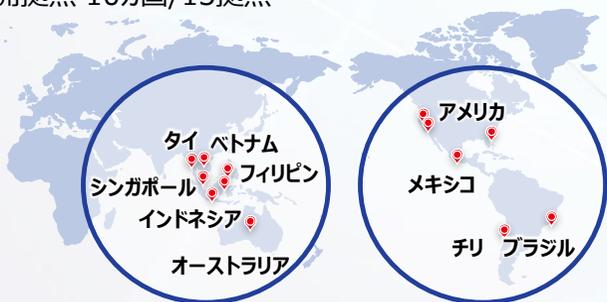 拠点 10カ国/13拠点
タイ ベトナム
フィリピン
シンガポール
インドネシア
オーストラリア
アメリカ
メキシコ
チリ ブラジル